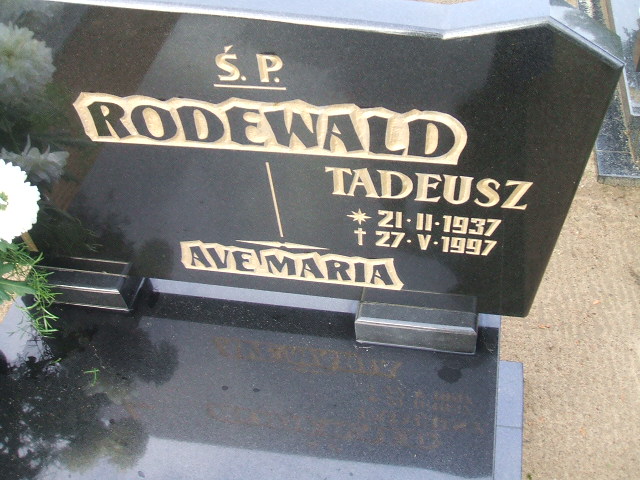 Ś. P.
RODEWALD
TADEUSZ
* 21·II·1937
† 27·V·1997
AVE MARIA